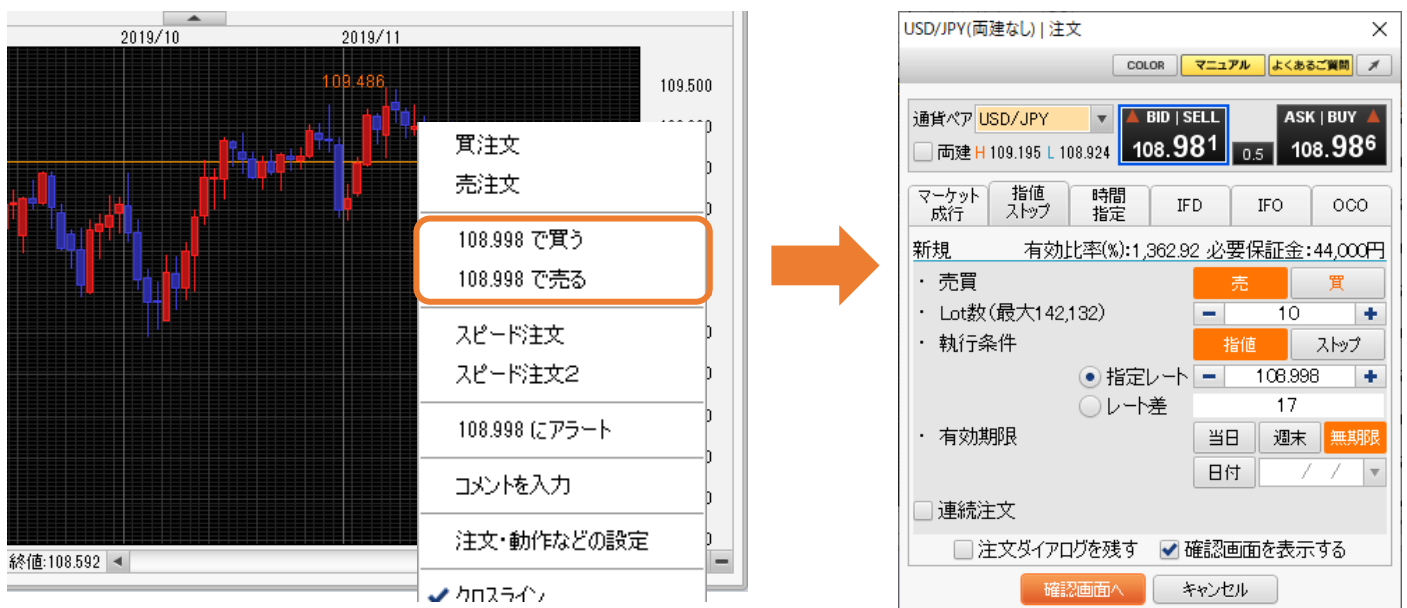 2019/10 2019/11
109.486
109.500
買注文
売注文
108.998 で買う
108.998 で売る
スピード注文
スピード注文2
108.998 にアラート
コメントを入力
注文・動作などの設定
クロスライン
終値:108.592
USD/JPY(両建なし) | 注文
COLOR マニュアル よくあるご質問
通貨ペア USD/JPY BID | SELL ASK | BUY
両建 H 109.195 L 108.924 108.981 0.5 108.986
マーケット成行 指値ストップ 時間指定 IFD IFO OCO
新規 有効比率(%):1,362.92 必要保証金:44,000円
・ 売買 売 買
・ Lot数(最大142,132) 10
・ 執行条件 指値 ストップ
指定レート 108.998
レート差 17
・ 有効期限 当日 週末 無期限
日付 / /
連続注文
注文ダイアログを残す 確認画面を表示する
確認画面へ キャンセル